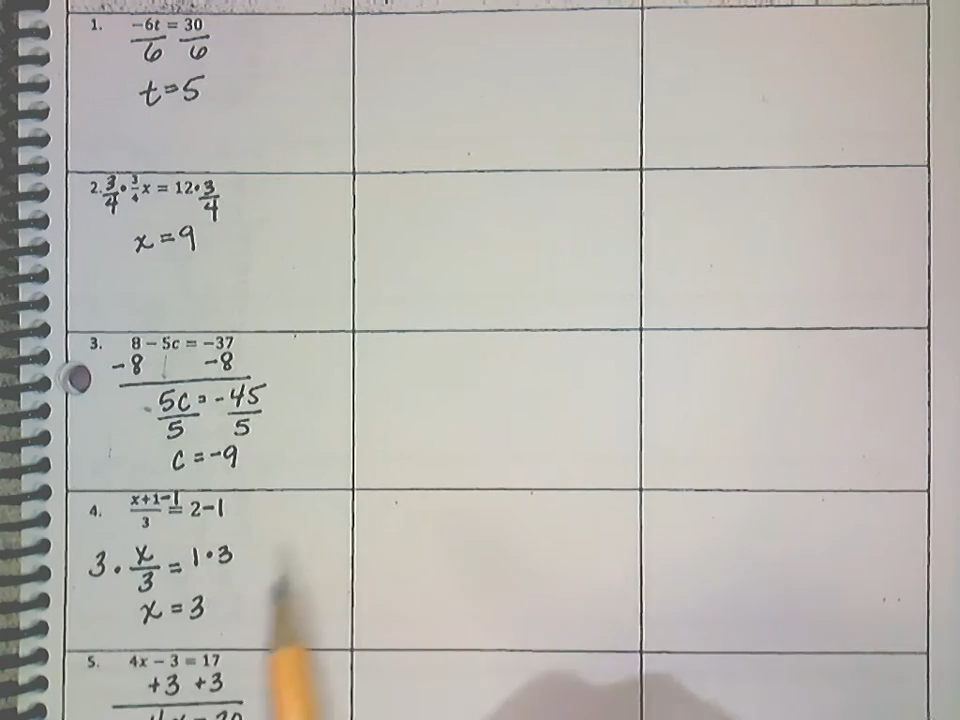 1. -6t = 30
6 6
t = 5
2. 3/4 · 3/4 x = 12 · 3/4
x = 9
3. 8 − 5c = −37
-8 -8
5c = -45
5 5
c = -9
4. x+1-1/3 = 2-1
3 · x/3 = 1 · 3
x = 3
5. 4x − 3 = 17
+3 +3
4x = 20